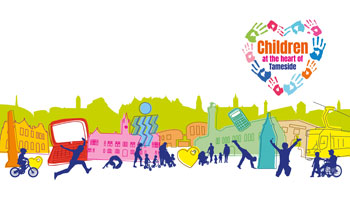 Children
at the heart of
Tameside